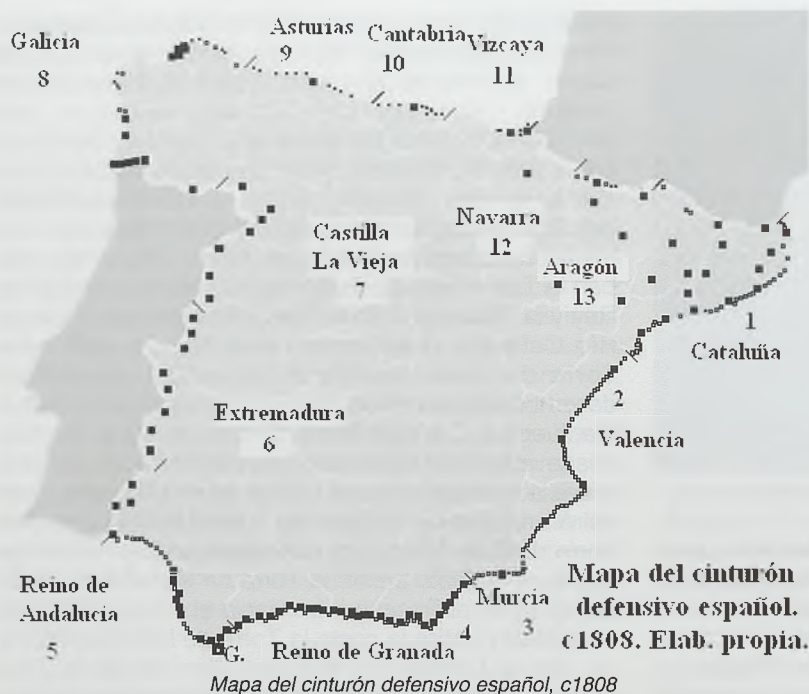 Galicia
8
Asturias
9
Cantabria
10
Vizcaya
11
Castilla
La Vieja
7
Navarra
12
Aragón
13
1
Cataluña
2
Valencia
Extremadura
6
Reino de
Andalucía
5
G.
Reino de Granada
4
Murcia
3
Mapa del cinturón
defensivo español.
c1808. Elab. propia.
Mapa del cinturón defensivo español, c1808